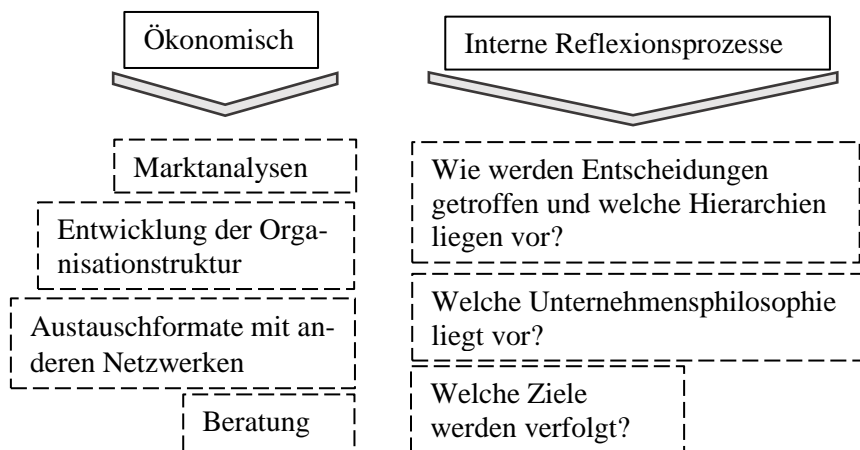 Ökonomisch
Marktanalysen
Entwicklung der Orga-
nisationstruktur
Austauschformate mit an-
deren Netzwerken
Beratung
Interne Reflexionsprozesse
Wie werden Entscheidungen
getroffen und welche Hierarchien
liegen vor?
Welche Unternehmensphilosophie
liegt vor?
Welche Ziele
werden verfolgt?